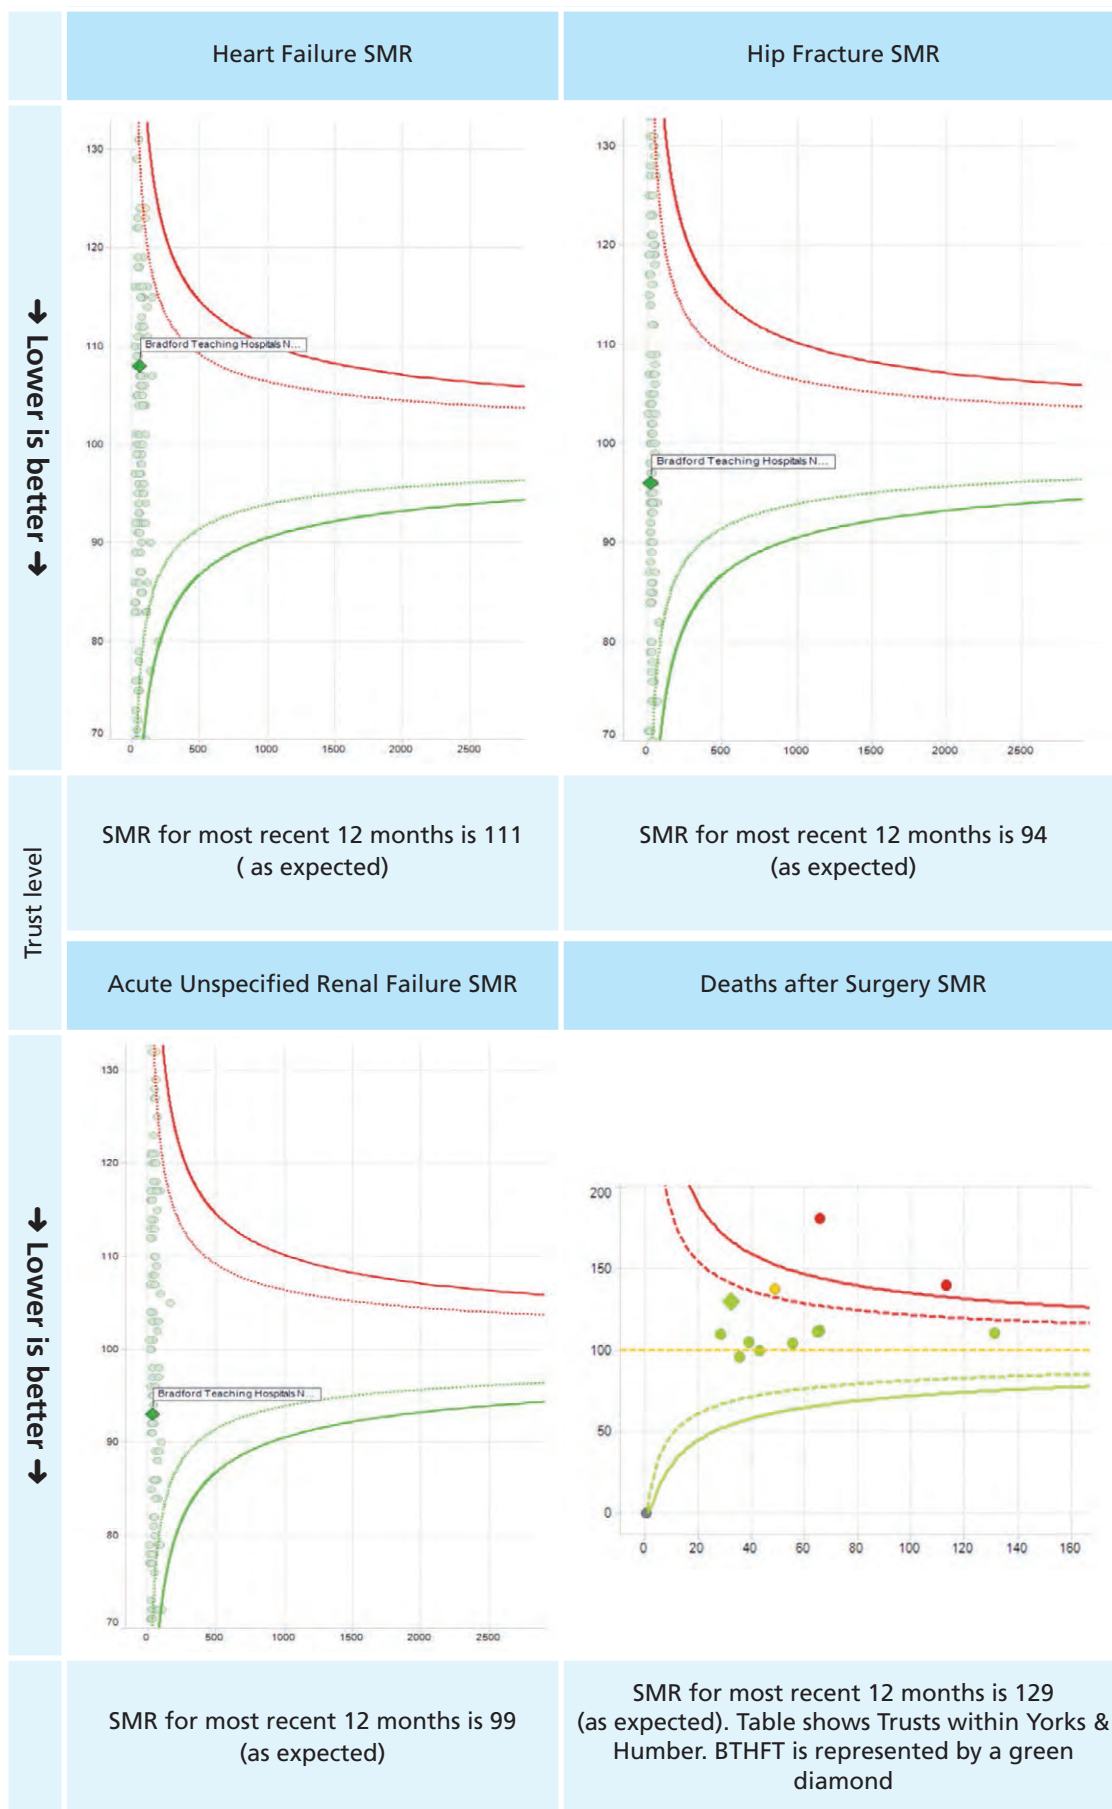 Heart Failure SMR
Hip Fracture SMR
➔ Lower is better ➔
130
120
110
100
90
80
70
0 500 1000 1500 2000 2500
Bradford Teaching Hospitals N...
130
120
110
100
90
80
70
0 500 1000 1500 2000 2500
Bradford Teaching Hospitals N...
Trust level
SMR for most recent 12 months is 111
( as expected)
SMR for most recent 12 months is 94
(as expected)
Acute Unspecified Renal Failure SMR
Deaths after Surgery SMR
➔ Lower is better ➔
130
120
110
100
90
80
70
0 500 1000 1500 2000 2500
Bradford Teaching Hospitals N...
200
150
100
50
0
0 20 40 60 80 100 120 140 160
SMR for most recent 12 months is 99
(as expected)
SMR for most recent 12 months is 129
(as expected). Table shows Trusts within Yorks &
Humber. BTHFT is represented by a green
diamond